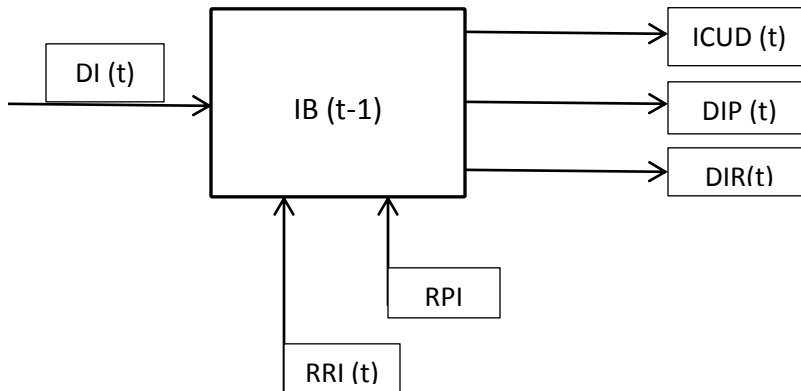 ICUD (t)
DI (t)
IB (t-1)
DIP (t)
DIR(t)
RPI
RRI (t)